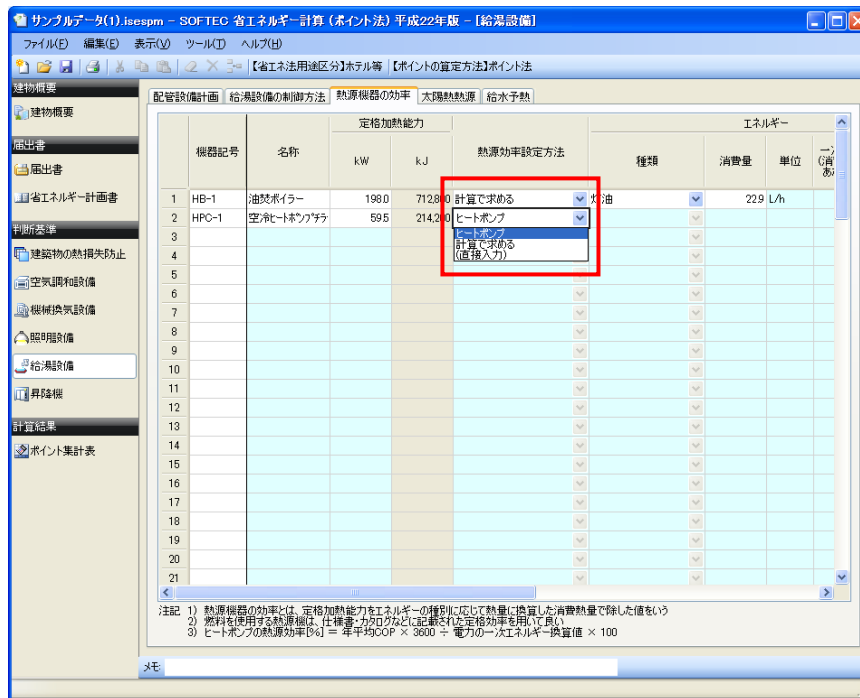 サンプルデータ(1).isespm - SOFTEC 省エネルギー計算 (ポイント法) 平成22年版 - [給湯設備]
ファイル(F) 編集(E) 表示(V) ツール(T) ヘルプ(H)
【省エネ法用途区分】ホテル等 【ポイントの算定方法】ポイント法
建物概要
建物概要
届出書
届出書
省エネルギー計画書
判断基準
建築物の熱損失防止
空気調和設備
機械換気設備
照明設備
給湯設備
昇降機
計算結果
ポイント集計表
配管設備計画 給湯設備の制御方法 熱源機器の効率 太陽熱熱源 給水予熱
機器記号 名称 定格加熱能力 熱源効率設定方法 エネルギー
kW kJ 種類 消費量 単位
1 HB-1 油焚ボイラー 198.0 712,800 計算で求める 灯油 22.9 L/h
2 HPC-1 空冷ヒートポンプチラ 59.5 214,200 ヒートポンプ
ヒートポンプ
計算で求める
(直接入力)
3
4
5
6
7
8
9
10
11
12
13
14
15
16
17
18
19
20
21
注記 1) 熱源機器の効率とは、定格加熱能力をエネルギーの種別に応じて熱量に換算した消費熱量で除した値をいう
2) 燃料を使用する熱源機は、仕様書・カタログなどに記載された定格効率を用いて良い
3) ヒートポンプの熱源効率[%] = 年平均COP × 3600 ÷ 電力の一次エネルギー換算値 × 100
メモ: